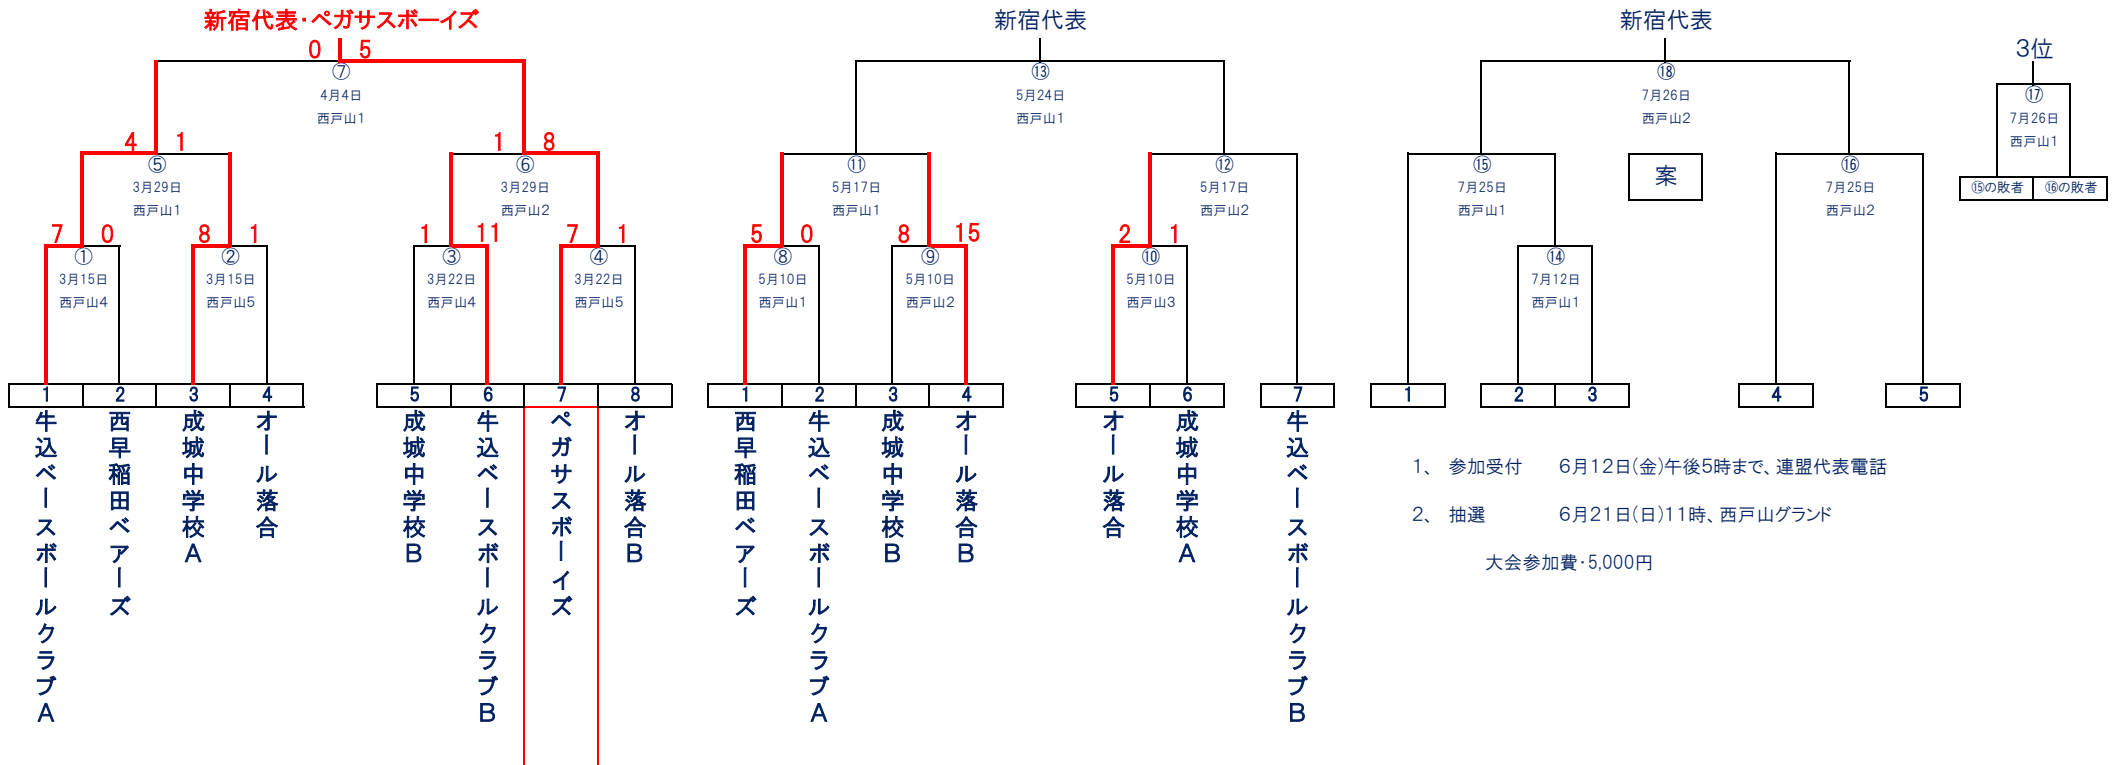 新宿代表・ペガサスボーイズ
0 5
⑦
4月4日
西戸山1
4 1
⑤
3月29日
西戸山1
1 8
⑥
3月29日
西戸山2
7 0
①
3月15日
西戸山4
8 1
②
3月15日
西戸山5
1 11
③
3月22日
西戸山4
7 1
④
3月22日
西戸山5
1 2 3 4 5 6 7 8
牛込ベースボールクラブA
西早稲田ベアーズ
成城中学校A
オール落合
成城中学校B
牛込ベースボールクラブB
ペガサスボーイズ
オール落合B
新宿代表
⑬
5月24日
西戸山1
⑪
5月17日
西戸山1
⑫
5月17日
西戸山2
5 0
⑧
5月10日
西戸山1
8 15
⑨
5月10日
西戸山2
2 1
⑩
5月10日
西戸山3
1 2 3 4 5 6 7
西早稲田ベアーズ
牛込ベースボールクラブA
成城中学校B
オール落合B
オール落合
成城中学校A
牛込ベースボールクラブB
新宿代表
⑱
7月26日
西戸山2
⑮
7月25日
西戸山1
案
⑯
7月25日
西戸山2
⑭
7月12日
西戸山1
1 2 3 4 5
3位
⑰
7月26日
西戸山1
⑮の敗者 ⑯の敗者
1、 参加受付 6月12日(金)午後5時まで、連盟代表電話
2、 抽選 6月21日(日)11時、西戸山グランド
大会参加費・5,000円